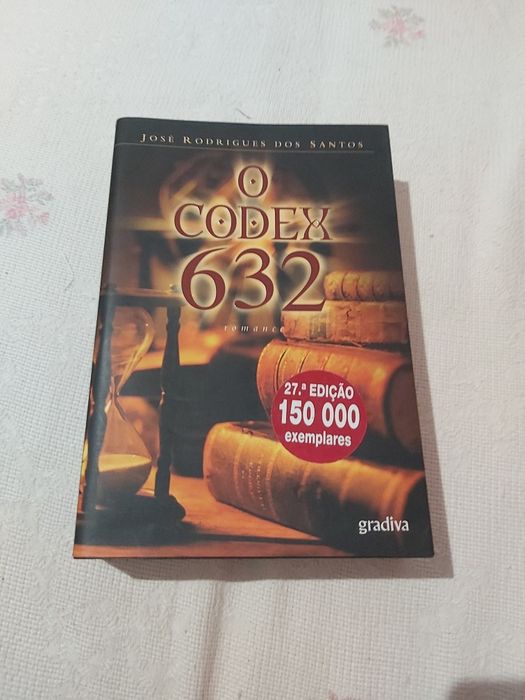 José Rodrigues dos Santos
O
CODEX
632
romance
27.ª EDIÇÃO
150 000
exemplares
gradiva